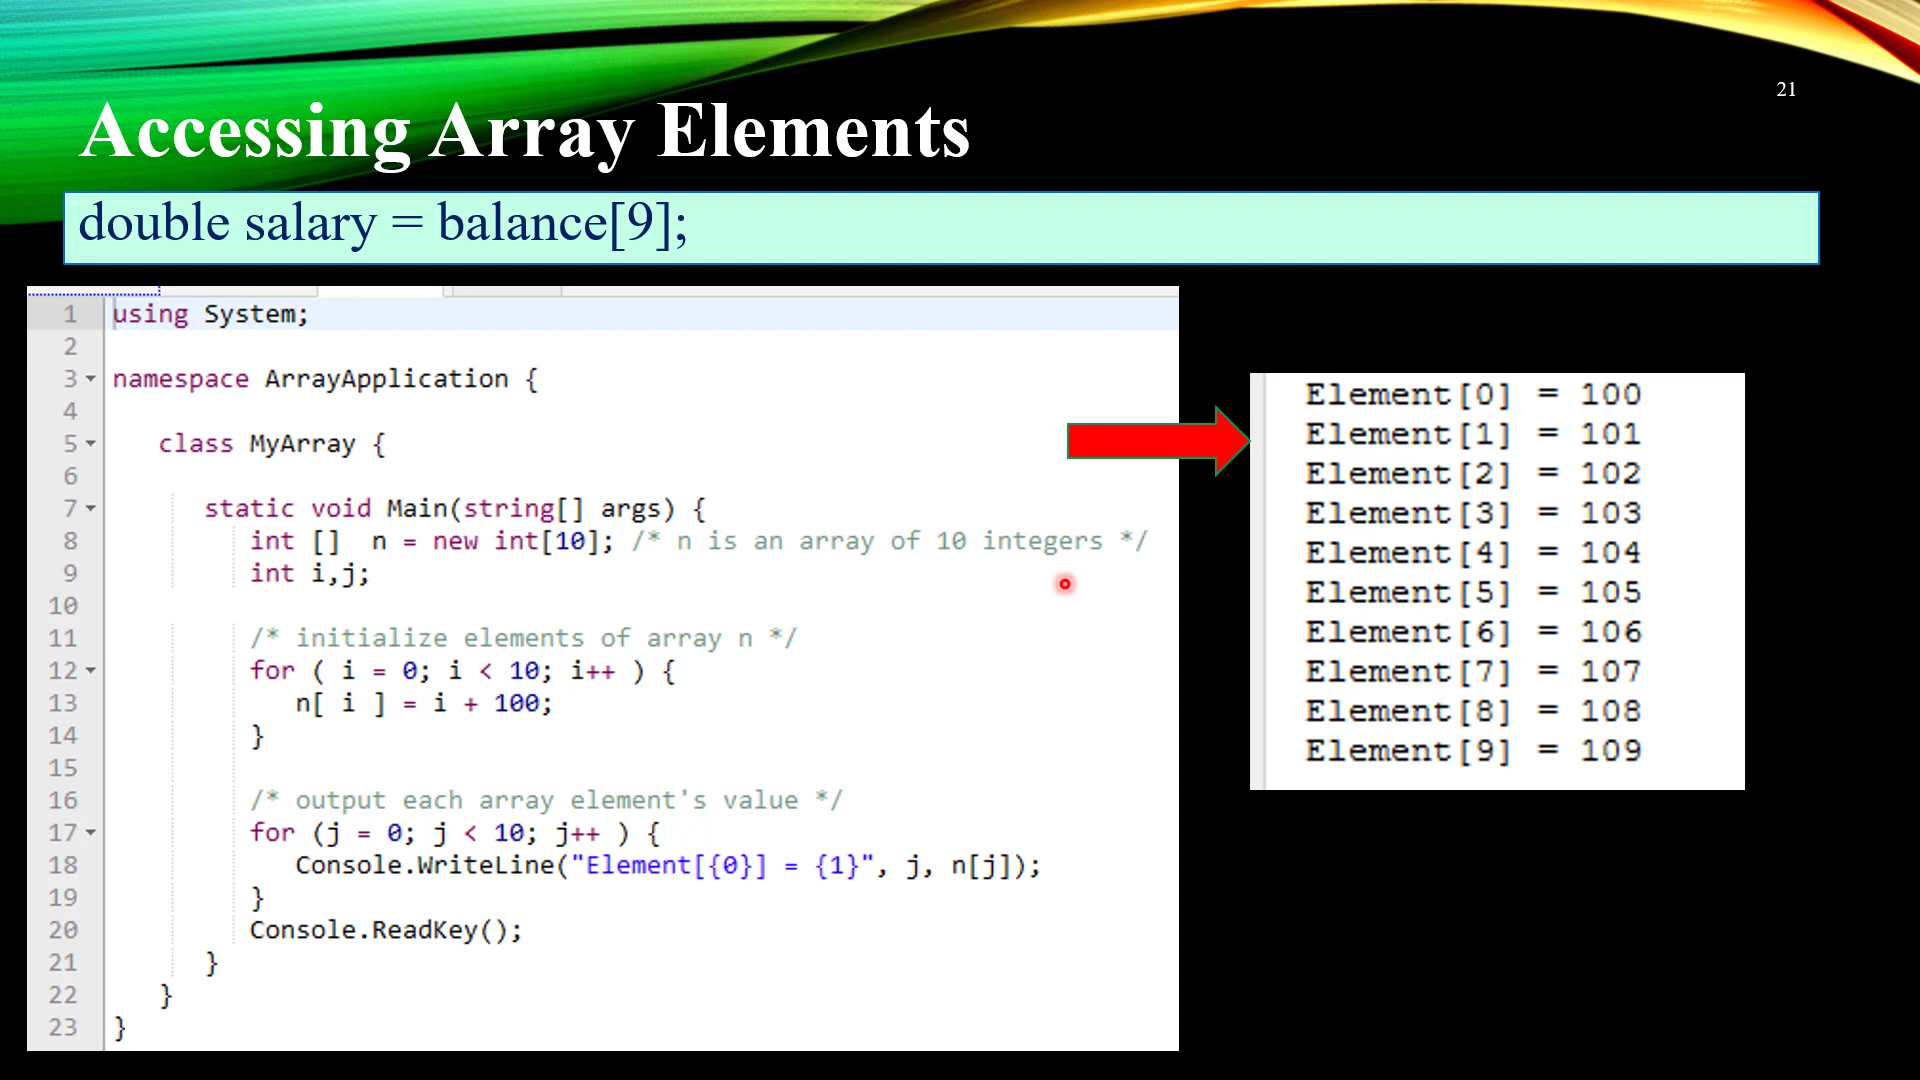 21
Accessing Array Elements
double salary = balance[9];
1 using System;
2
3 namespace ArrayApplication {
4
5 class MyArray {
6
7 static void Main(string[] args) {
8 int [] n = new int[10]; /* n is an array of 10 integers */
9 int i,j;
10
11 /* initialize elements of array n */
12 for ( i = 0; i < 10; i++ ) {
13 n[ i ] = i + 100;
14 }
15
16 /* output each array element's value */
17 for (j = 0; j < 10; j++ ) {
18 Console.WriteLine("Element[{0}] = {1}", j, n[j]);
19 }
20 Console.ReadKey();
21 }
22 }
23 }
Element[0] = 100
Element[1] = 101
Element[2] = 102
Element[3] = 103
Element[4] = 104
Element[5] = 105
Element[6] = 106
Element[7] = 107
Element[8] = 108
Element[9] = 109